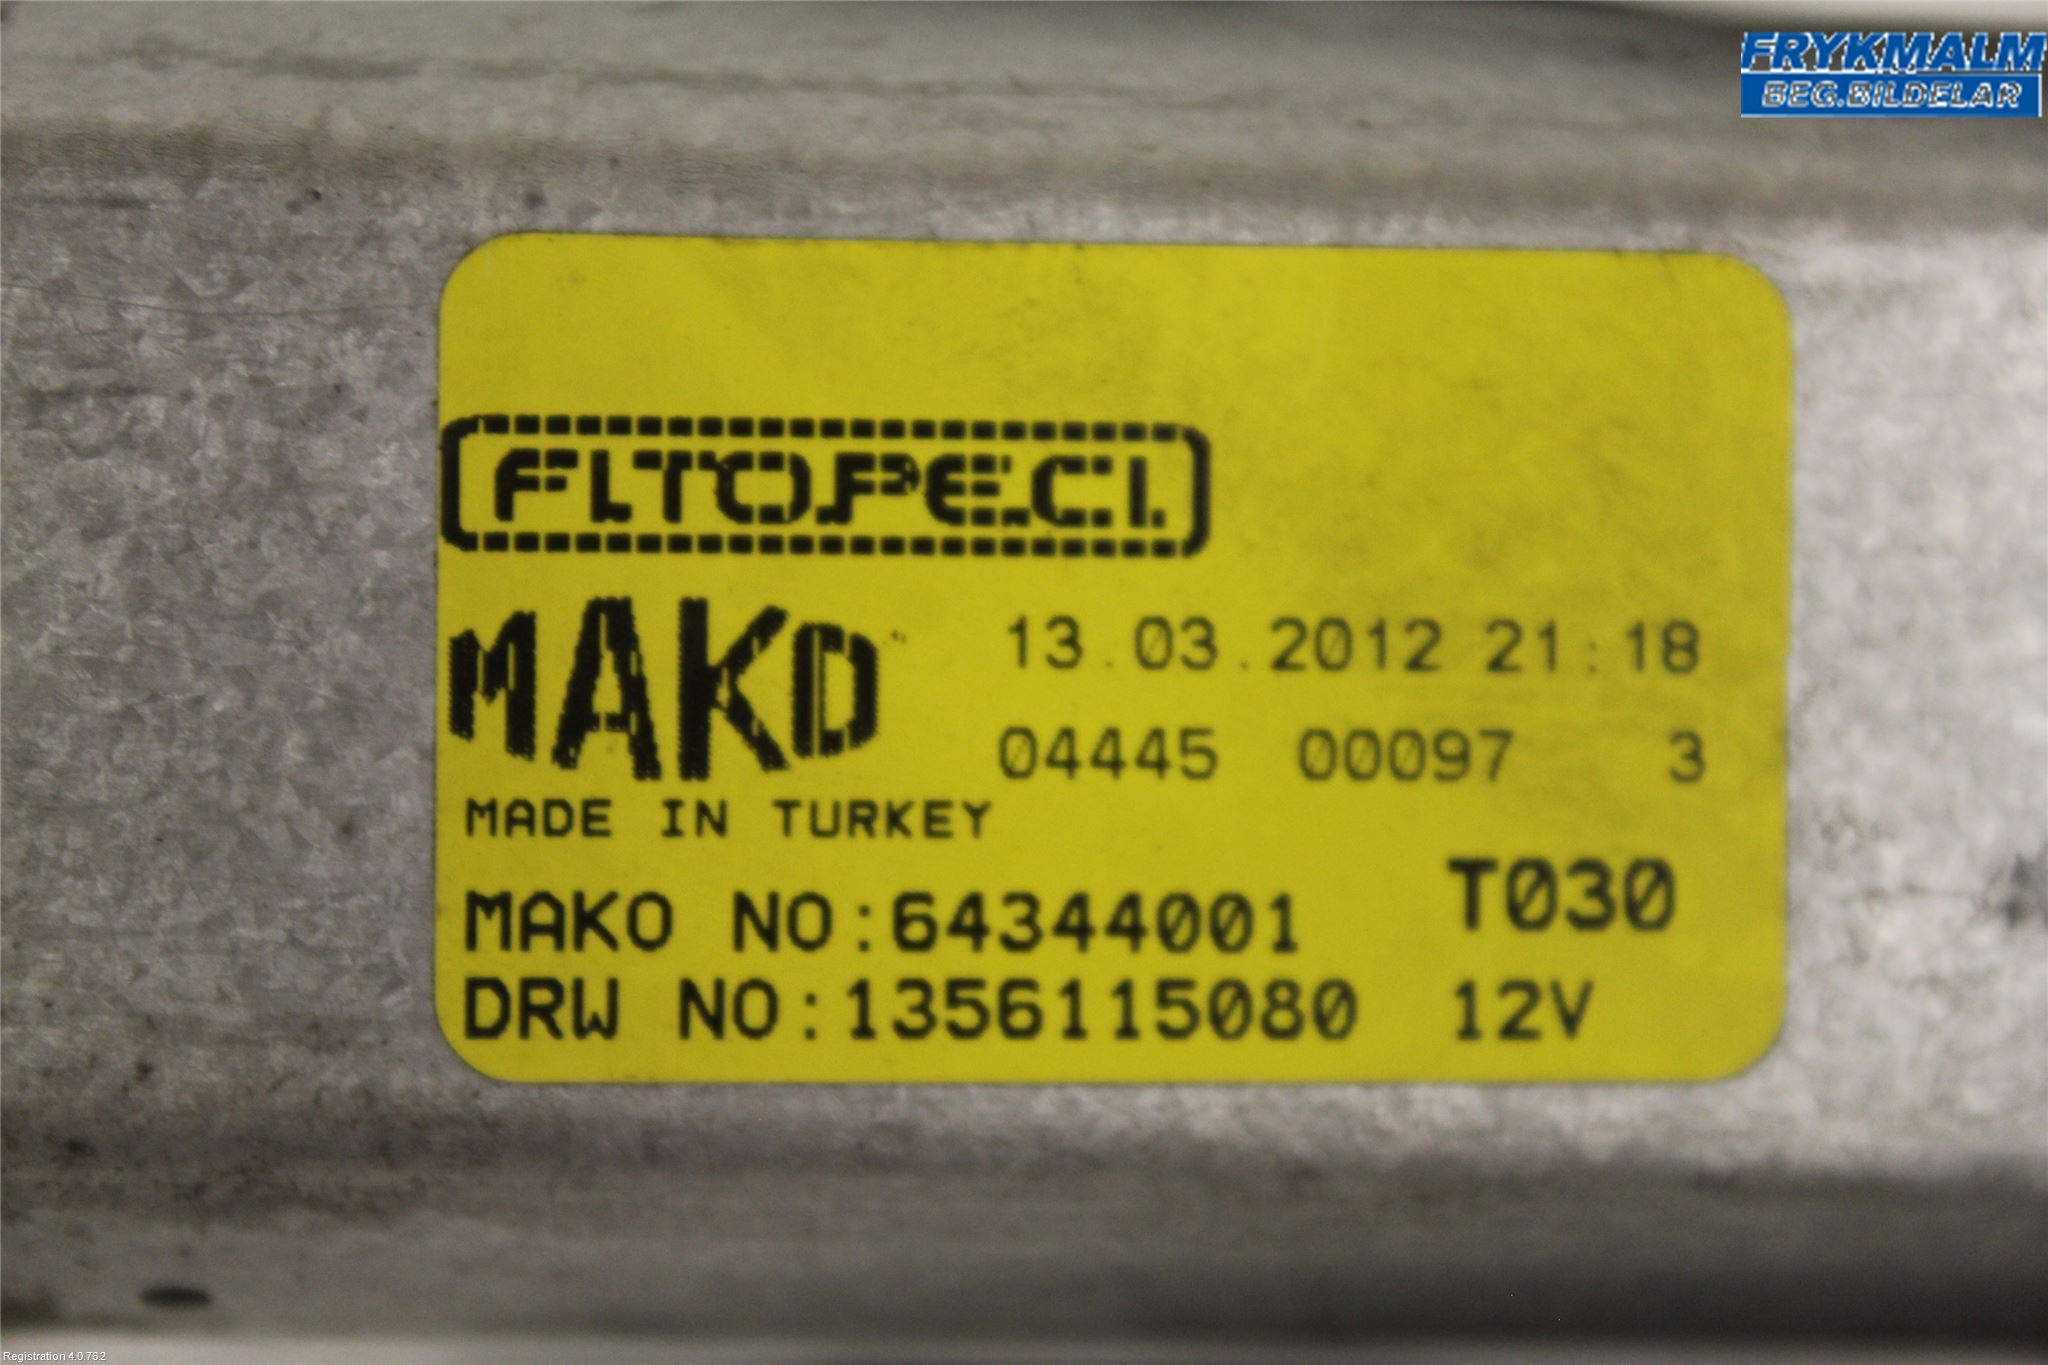 FRYKMALM
BEG.BILDELAR
MAKO
13.03.2012 21:18
04445 00097 3
MADE IN TURKEY
T030
MAKO NO:64344001
DRW NO:1356115080 12V
Registration 4.0.762